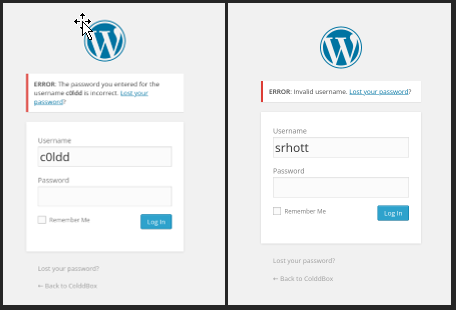 ERROR: The password you entered for the
username c0ldd is incorrect. Lost your
password?
Username
c0ldd
Password
Remember Me
Log In
Lost your password?
← Back to ColddBox
ERROR: Invalid username. Lost your password?
Username
srhott
Password
Remember Me
Log In
Lost your password?
← Back to ColddBox